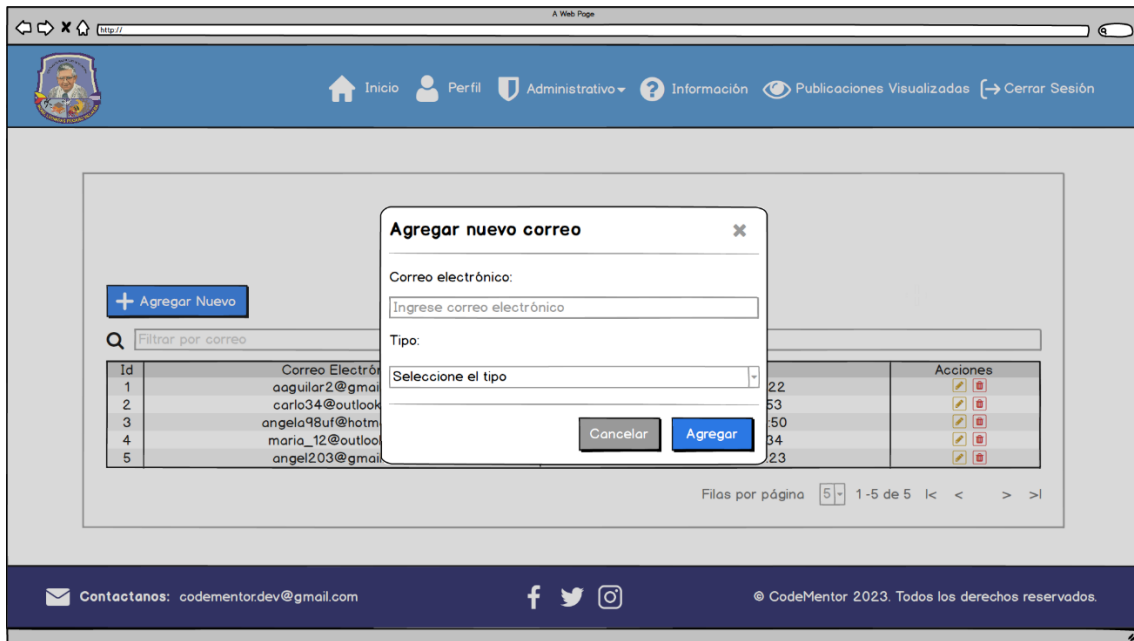 A Web Page
http://
Inicio Perfil Administrativo Información Publicaciones Visualizadas Cerrar Sesión
Agregar nuevo correo
Correo electrónico:
Agregar Nuevo
Ingrese correo electrónico
Filtrar por correo
Tipo:
Seleccione el tipo
Id Correo Electró Acciones
1 aaguilar2@gmai 22
2 carlo34@outlook 53
3 angela98uf@hotm :50
4 maria_12@outloo 34
5 angel203@gmai :23
Cancelar Agregar
Filas por página 5 1-5 de 5 |< < > >|
Contactanos: codementor.dev@gmail.com
© CodeMentor 2023. Todos los derechos reservados.